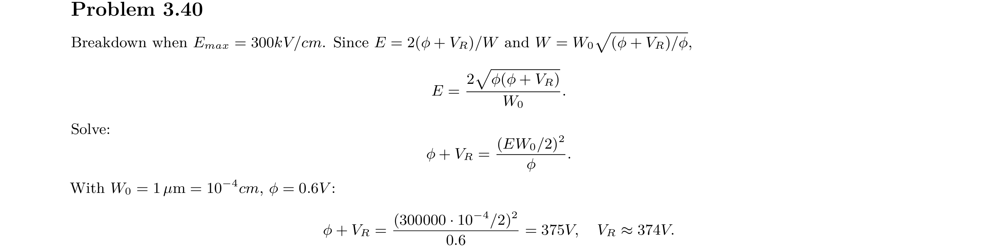 Problem 3.40
Breakdown when $E_{max} = 300kV/cm$. Since $E = 2(\phi + V_R)/W$ and $W = W_0\sqrt{(\phi + V_R)/\phi}$,
$E = \frac{2\sqrt{\phi(\phi + V_R)}}{W_0}.$
Solve:
$\phi + V_R = \frac{(EW_0/2)^2}{\phi}.$
With $W_0 = 1\,\mu\mathrm{m} = 10^{-4}cm$, $\phi = 0.6V$:
$\phi + V_R = \frac{(300000 \cdot 10^{-4}/2)^2}{0.6} = 375V, \quad V_R \approx 374V.$